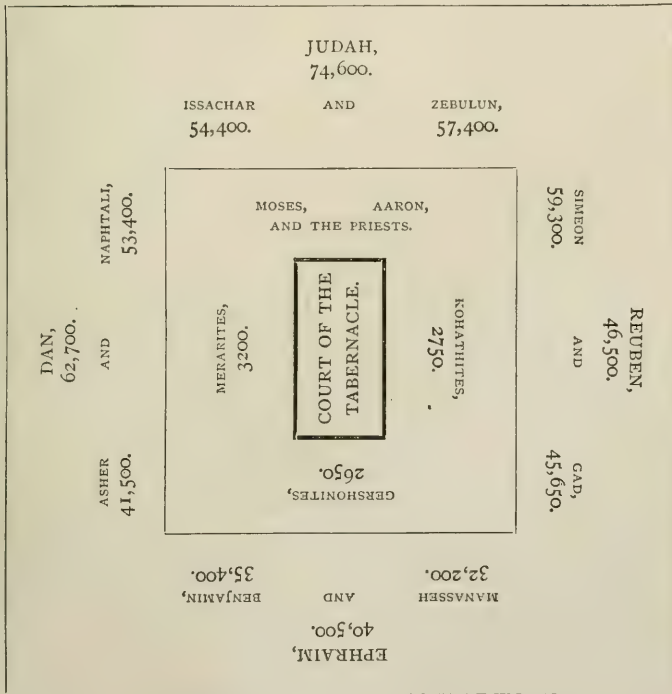 JUDAH,
74,600.
ISSACHAR AND ZEBULUN,
54,400. 57,400.
NAPHTALI,
53,400.
DAN,
62,700.
AND
ASHER
41,500.
MOSES, AARON,
AND THE PRIESTS.
MERARITES,
3200.
COURT OF THE
TABERNACLE.
KOHATHITES,
2750.
GERSHONITES,
2650.
SIMEON
59,300.
AND
REUBEN,
46,500.
GAD,
45,650.
MANASSEH AND BENJAMIN,
32,200. 35,400.
EPHRAIM,
40,500.